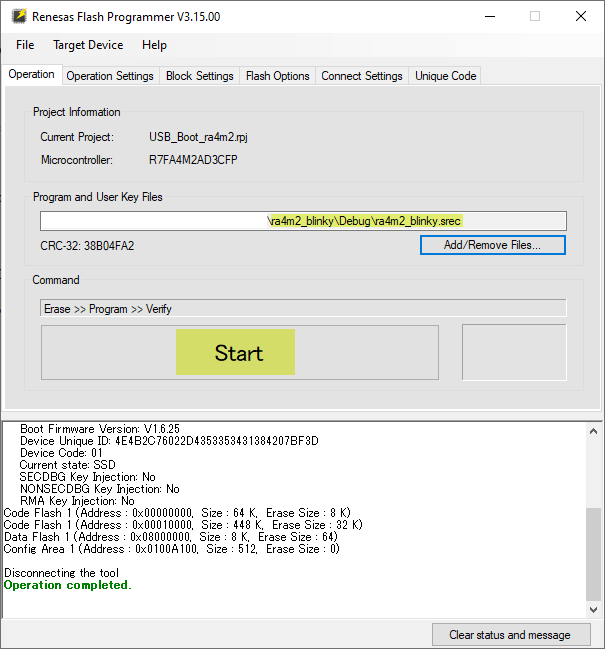 Renesas Flash Programmer V3.15.00
File Target Device Help
Operation Operation Settings Block Settings Flash Options Connect Settings Unique Code
Project Information
Current Project: USB_Boot_ra4m2.rpj
Microcontroller: R7FA4M2AD3CFP
Program and User Key Files
\ra4m2_blinky\Debug\ra4m2_blinky.srec
CRC-32: 38B04FA2 Add/Remove Files...
Command
Erase >> Program >> Verify
Start
Boot Firmware Version: V1.6.25
Device Unique ID: 4E4B2C76022D4353353431384207BF3D
Device Code: 01
Current state: SSD
SECDBG Key Injection: No
NONSECDBG Key Injection: No
RMA Key Injection: No
Code Flash 1 (Address : 0x00000000, Size : 64 K, Erase Size : 8 K)
Code Flash 1 (Address : 0x00010000, Size : 448 K, Erase Size : 32 K)
Data Flash 1 (Address : 0x08000000, Size : 8 K, Erase Size : 64)
Config Area 1 (Address : 0x0100A100, Size : 512, Erase Size : 0)
Disconnecting the tool
Operation completed.
Clear status and message